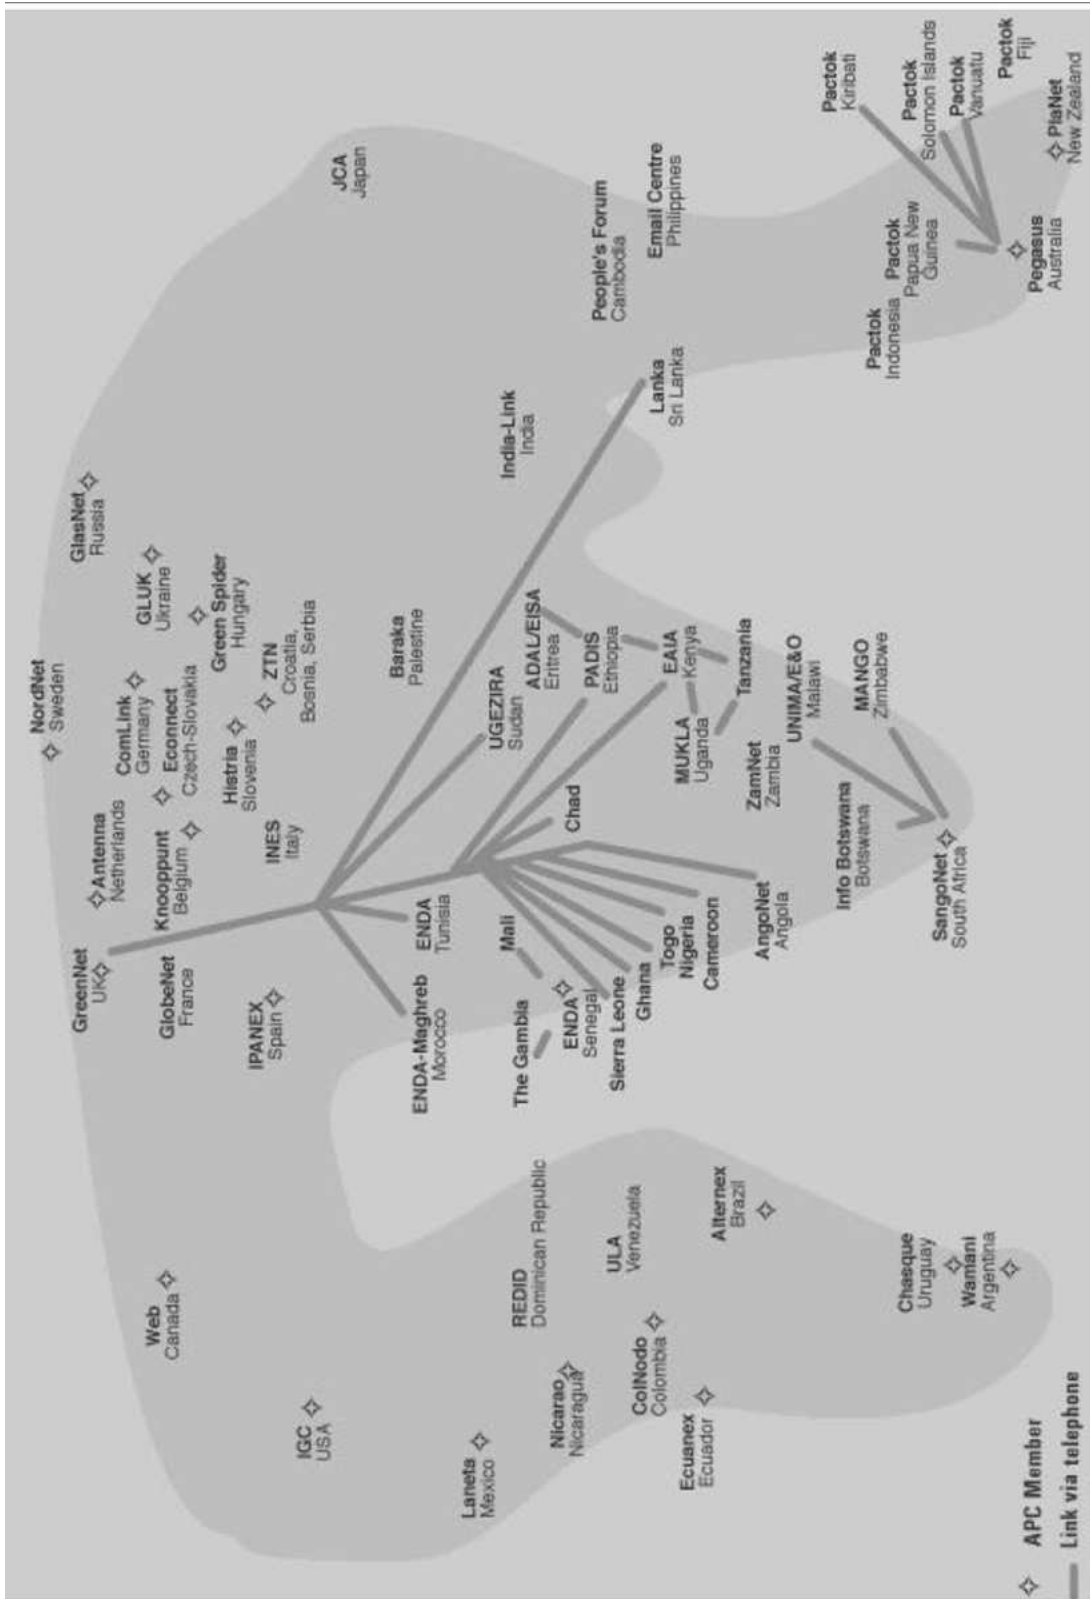 NordNet
Sweden
GlasNet
Russia
GreenNet
UK
Antenna
Netherlands
ComLink
Germany
GLUK
Ukraine
Web
Canada
GlobeNet
France
Knooppunt
Belgium
Econnect
Czech-Slovakia
Green Spider
Hungary
IGC
USA
IPANEX
Spain
INES
Italy
Histria
Slovenia
ZTN
Croatia,
Bosnia, Serbia
JCA
Japan
Laneta
Mexico
ENDA-Maghreb
Morocco
ENDA
Tunisia
Baraka
Palestine
REDID
Dominican Republic
The Gambia
Mali
UGEZIRA
Sudan
ADAL/EISA
Eritrea
India-Link
India
Nicarao
Nicaragua
ENDA
Senegal
Chad
PADIS
Ethiopia
People's Forum
Cambodia
ULA
Venezuela
Sierra Leone
Ghana
Togo
Nigeria
Cameroon
EAIA
Kenya
Lanka
Sri Lanka
Email Centre
Philippines
ColNodo
Colombia
Ecuanex
Ecuador
Alternex
Brazil
MUKLA
Uganda
Tanzania
ZamNet
Zambia
AngoNet
Angola
UNIMA/E&O
Malawi
Info Botswana
Botswana
MANGO
Zimbabwe
SangoNet
South Africa
Chasque
Uruguay
Wamani
Argentina
Pactok
Kiribati
Pactok
Solomon Islands
Pactok
Vanuatu
Pactok
Fiji
Pactok
Indonesia
Pactok
Papua New
Guinea
Pegasus
Australia
PlaNet
New Zealand
APC Member
Link via telephone